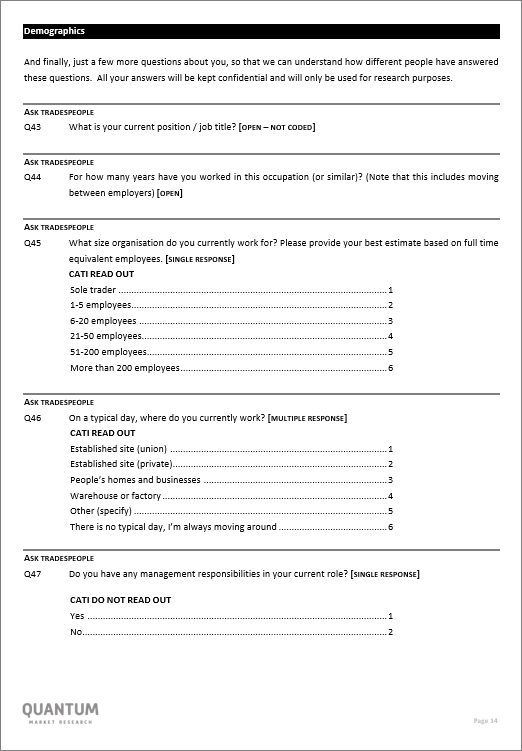 Demographics
And finally, just a few more questions about you, so that we can understand how different people have answered
these questions. All your answers will be kept confidential and will only be used for research purposes.
ASK TRADESPEOPLE
Q43 What is your current position / job title? [OPEN – NOT CODED]
ASK TRADESPEOPLE
Q44 For how many years have you worked in this occupation (or similar)? (Note that this includes moving
between employers) [OPEN]
ASK TRADESPEOPLE
Q45 What size organisation do you currently work for? Please provide your best estimate based on full time
equivalent employees. [SINGLE RESPONSE]
CATI READ OUT
Sole trader ........................................................................ 1
1-5 employees........................................................................ 2
6-20 employees ........................................................................ 3
21-50 employees........................................................................ 4
51-200 employees........................................................................ 5
More than 200 employees........................................................................ 6
ASK TRADESPEOPLE
Q46 On a typical day, where do you currently work? [MULTIPLE RESPONSE]
CATI READ OUT
Established site (union) ........................................................................ 1
Established site (private)........................................................................ 2
People's homes and businesses ........................................................................ 3
Warehouse or factory ........................................................................ 4
Other (specify) ........................................................................ 5
There is no typical day, I'm always moving around ........................................ 6
ASK TRADESPEOPLE
Q47 Do you have any management responsibilities in your current role? [SINGLE RESPONSE]
CATI DO NOT READ OUT
Yes ........................................................................ 1
No........................................................................ 2
QUANTUM
MARKET RESEARCH
Page 14